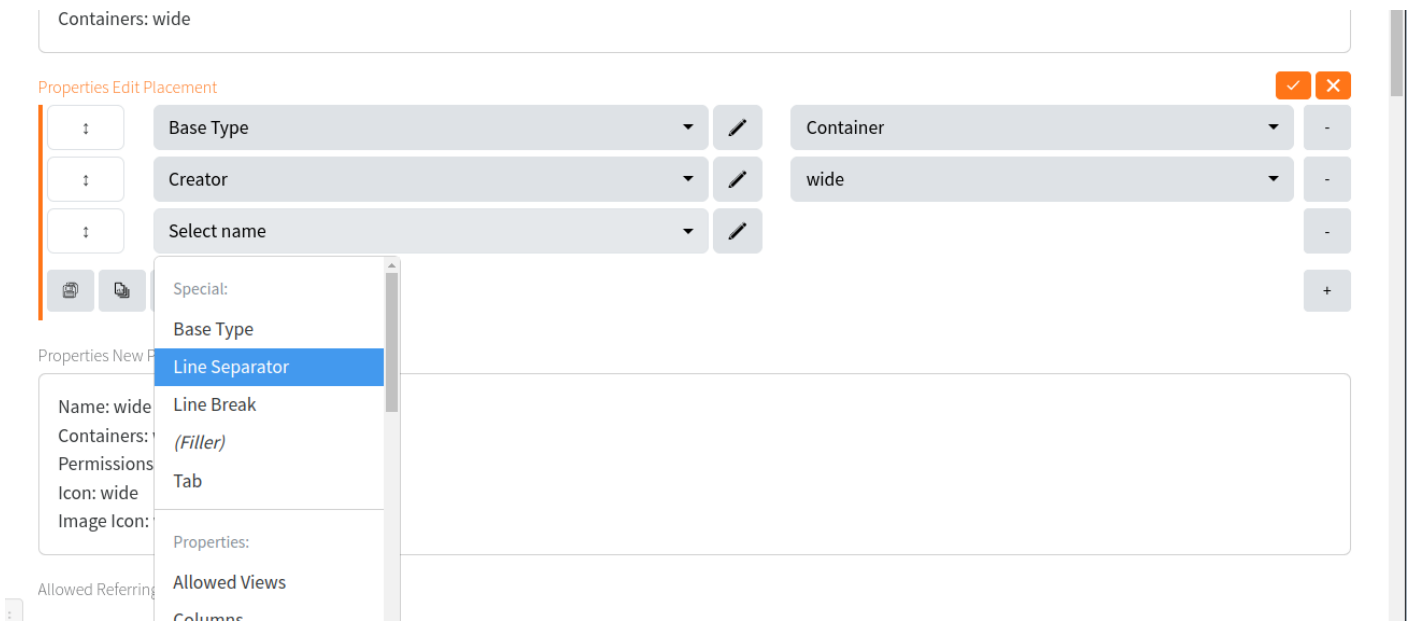 Containers: wide
Properties Edit Placement
Base Type
Container
-
Creator
wide
-
Select name
-
+
Special:
Base Type
Line Separator
Line Break
(Filler)
Tab
Properties:
Allowed Views
Columns
Properties New
Name: wide
Containers:
Permissions
Icon: wide
Image Icon:
Allowed Referring